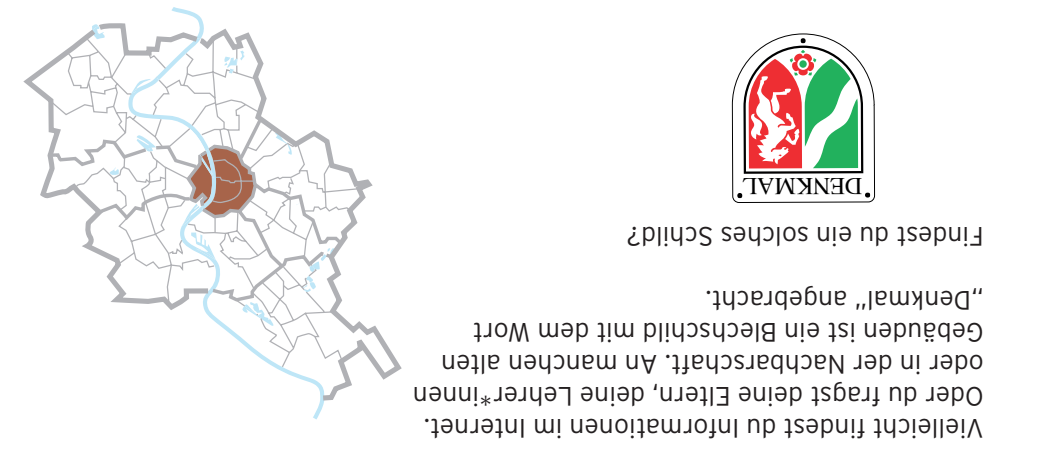 Vielleicht findest du Informationen im Internet.
Oder du fragst deine Eltern, deine Lehrer*innen
oder in der Nachbarschaft. An manchen alten
Gebäuden ist ein Blechschild mit dem Wort
„Denkmal“ angebracht.
Findest du ein solches Schild?
DENKMAL